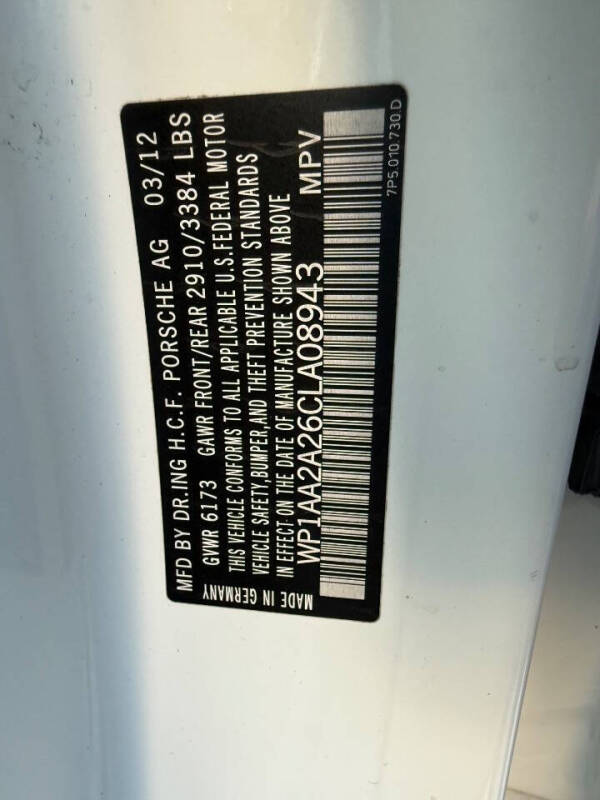 MFD BY DR.ING H.C.F. PORSCHE AG 03/12
GVWR 6173 GAWR FRONT/REAR 2910/3384 LBS
THIS VEHICLE CONFORMS TO ALL APPLICABLE U.S.FEDERAL MOTOR
VEHICLE SAFETY,BUMPER,AND THEFT PREVENTION STANDARDS
IN EFFECT ON THE DATE OF MANUFACTURE SHOWN ABOVE
WP1AA2A26CLA08943 MPV
MADE IN GERMANY
7P5.010.730.D